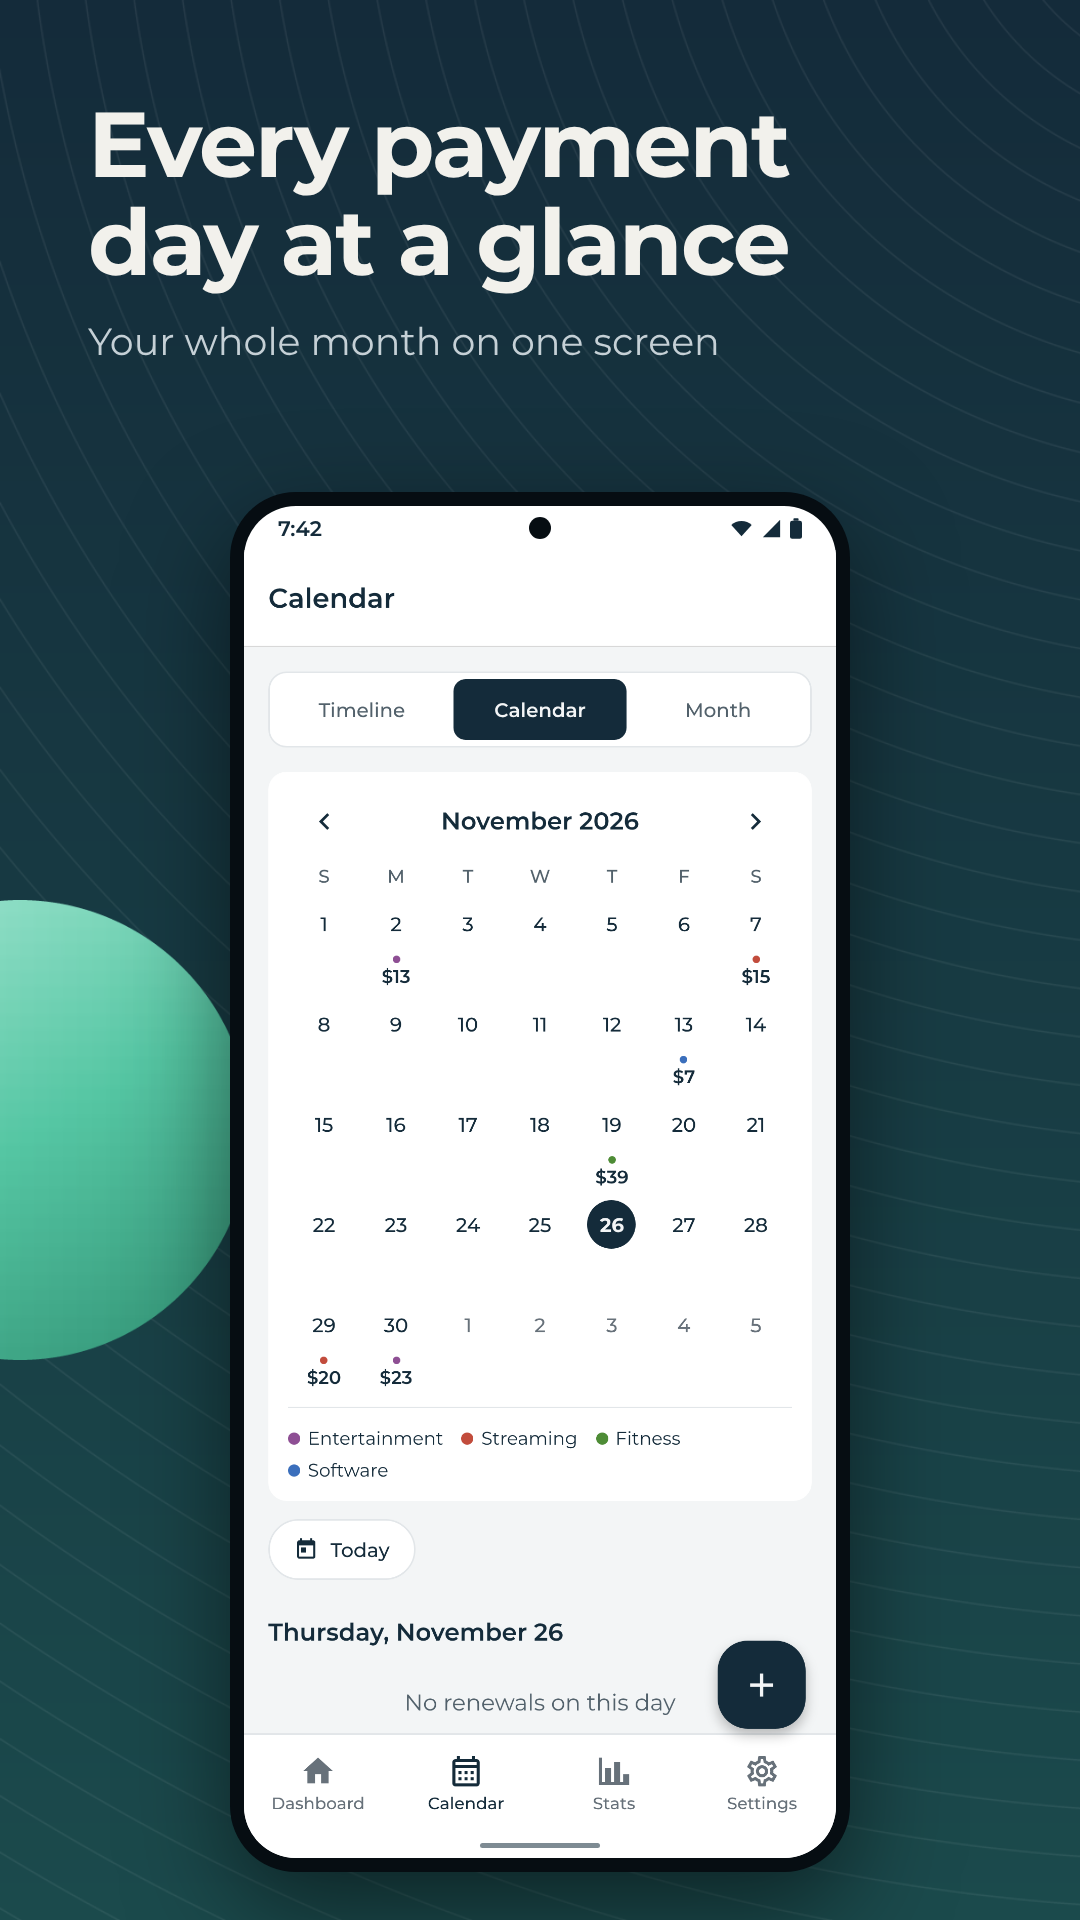 Every payment
day at a glance
Your whole month on one screen
7:42
Calendar
Timeline Calendar Month
November 2026
S M T W T F S
1 2 3 4 5 6 7
$13 $15
8 9 10 11 12 13 14
$7
15 16 17 18 19 20 21
$39
22 23 24 25 26 27 28
29 30 1 2 3 4 5
$20 $23
Entertainment Streaming Fitness
Software
Today
Thursday, November 26
No renewals on this day
+
Dashboard Calendar Stats Settings